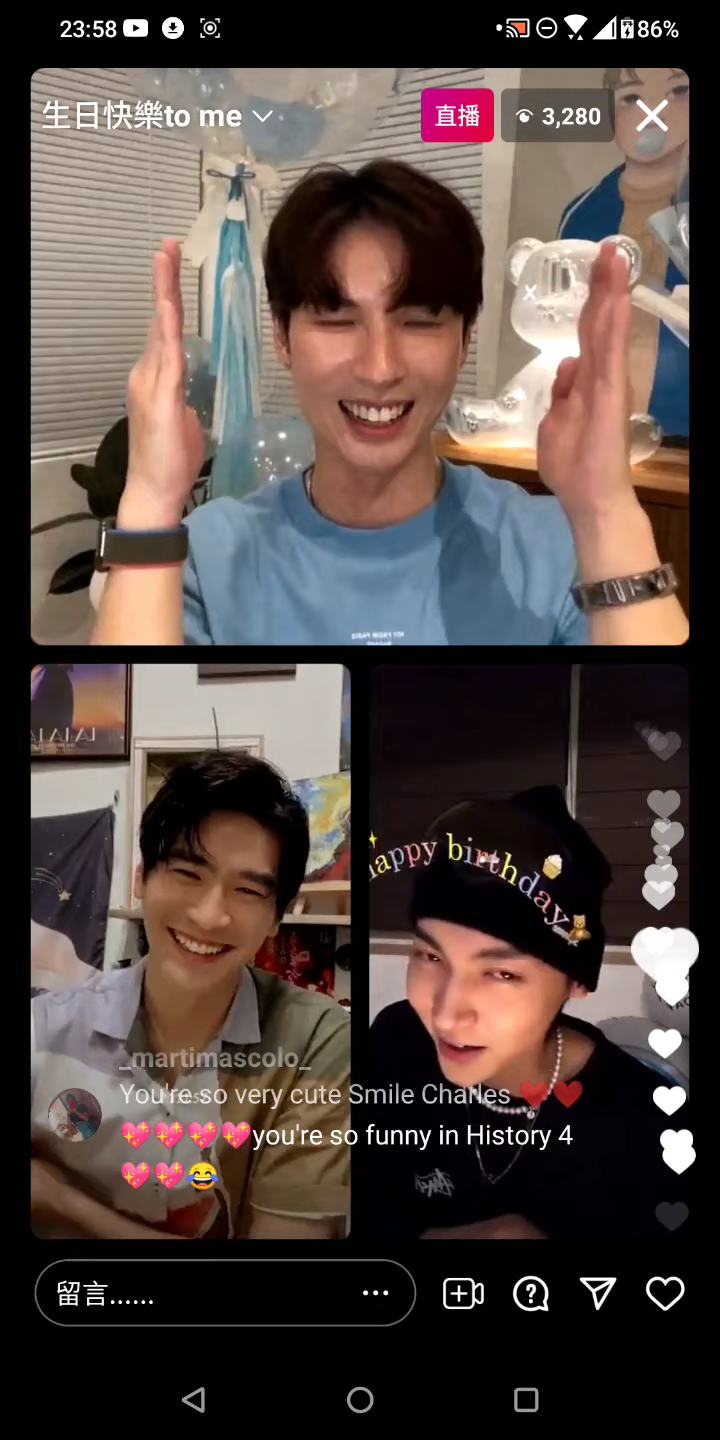 23:58
86%
生日快樂to me
直播
3,280
LALA
happy birthday
_martimascolo_
You're so very cute Smile Charles ❤️❤️
💖💖💖💖you're so funny in History 4
💖💖😂
留言......